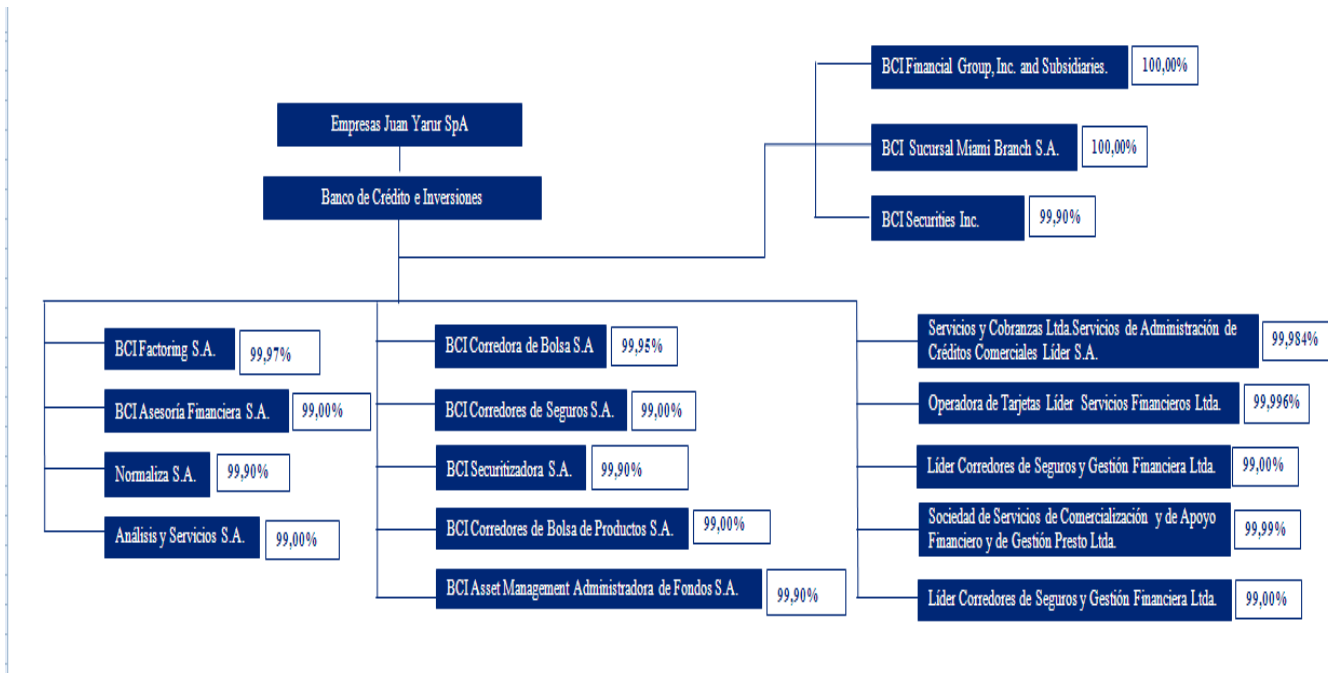 Empresas Juan Yarur SpA
Banco de Crédito e Inversiones
BCI Financial Group, Inc. and Subsidiaries.
100,00%
BCI Sucursal Miami Branch S.A.
100,00%
BCI Securities Inc.
99,90%
BCI Factoring S.A.
99,97%
BCI Asesoría Financiera S.A.
99,00%
Normaliza S.A.
99,90%
Análisis y Servicios S.A.
99,00%
BCI Corredora de Bolsa S.A
99,95%
BCI Corredores de Seguros S.A.
99,00%
BCI Securitizadora S.A.
99,90%
BCI Corredores de Bolsa de Productos S.A.
99,00%
BCI Asset Management Administradora de Fondos S.A.
99,90%
Servicios y Cobranzas Ltda.Servicios de Administración de
Créditos Comerciales Líder S.A.
99,984%
Operadora de Tarjetas Líder Servicios Financieros Ltda.
99,996%
Líder Corredores de Seguros y Gestión Financiera Ltda.
99,00%
Sociedad de Servicios de Comercialización y de Apoyo
Financiero y de Gestión Presto Ltda.
99,99%
Líder Corredores de Seguros y Gestión Financiera Ltda.
99,00%